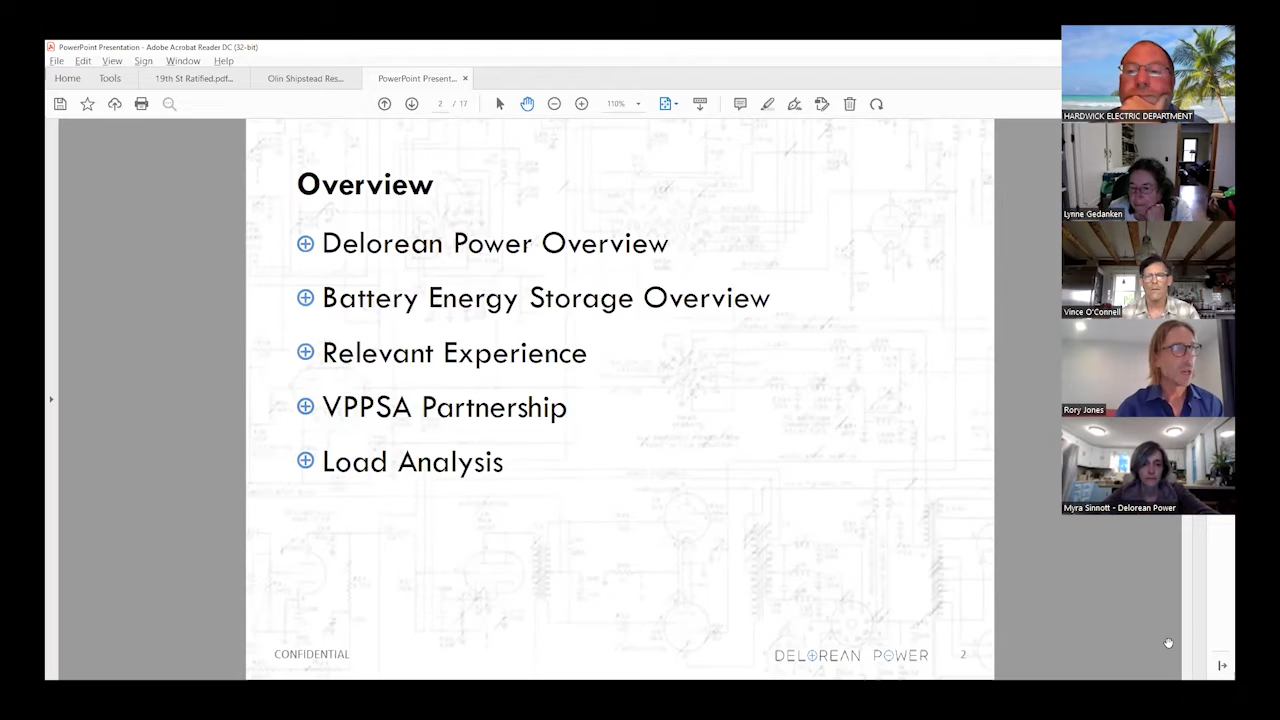 PowerPoint Presentation - Adobe Acrobat Reader DC (32-bit)
File Edit View Sign Window Help
Home Tools 19th St Ratified.pdf... Olin Shipstead Res... PowerPoint Present... ×
2 / 17 110%
Overview
Delorean Power Overview
Battery Energy Storage Overview
Relevant Experience
VPPSA Partnership
Load Analysis
CONFIDENTIAL
DELOREAN POWER 2
HARDWICK ELECTRIC DEPARTMENT
Lynne Gedanken
Vince O'Connell
Rory Jones
Myra Sinnott - Delorean Power